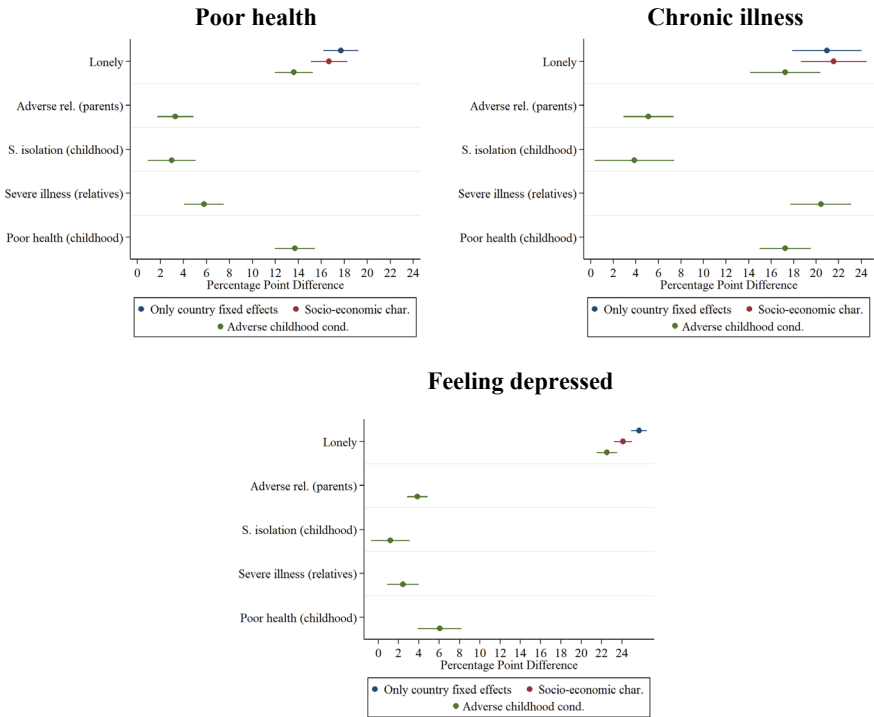 Poor health
Lonely
Adverse rel. (parents)
S. isolation (childhood)
Severe illness (relatives)
Poor health (childhood)
0 2 4 6 8 10 12 14 16 18 20 22 24
Percentage Point Difference
Only country fixed effects Socio-economic char.
Adverse childhood cond.
Chronic illness
Lonely
Adverse rel. (parents)
S. isolation (childhood)
Severe illness (relatives)
Poor health (childhood)
0 2 4 6 8 10 12 14 16 18 20 22 24
Percentage Point Difference
Only country fixed effects Socio-economic char.
Adverse childhood cond.
Feeling depressed
Lonely
Adverse rel. (parents)
S. isolation (childhood)
Severe illness (relatives)
Poor health (childhood)
0 2 4 6 8 10 12 14 16 18 20 22 24
Percentage Point Difference
Only country fixed effects Socio-economic char.
Adverse childhood cond.